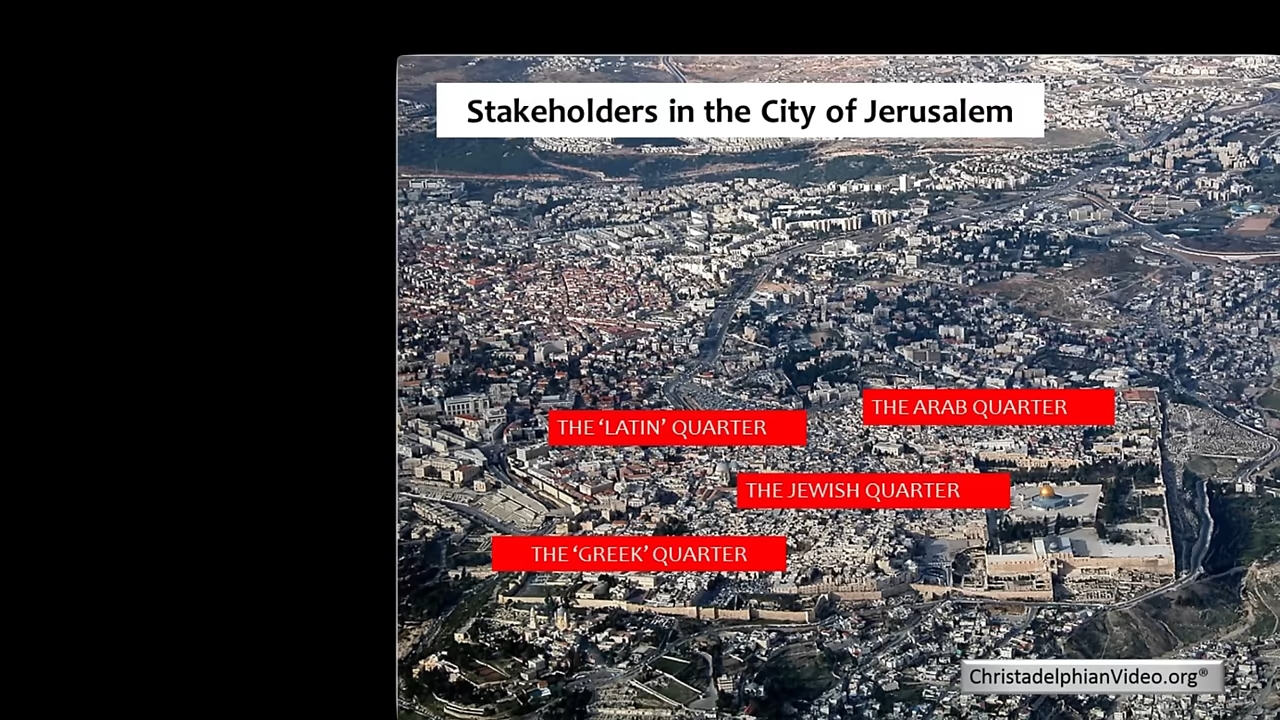 Stakeholders in the City of Jerusalem
THE ARAB QUARTER
THE ‘LATIN’ QUARTER
THE JEWISH QUARTER
THE ‘GREEK’ QUARTER
ChristadelphianVideo.org®